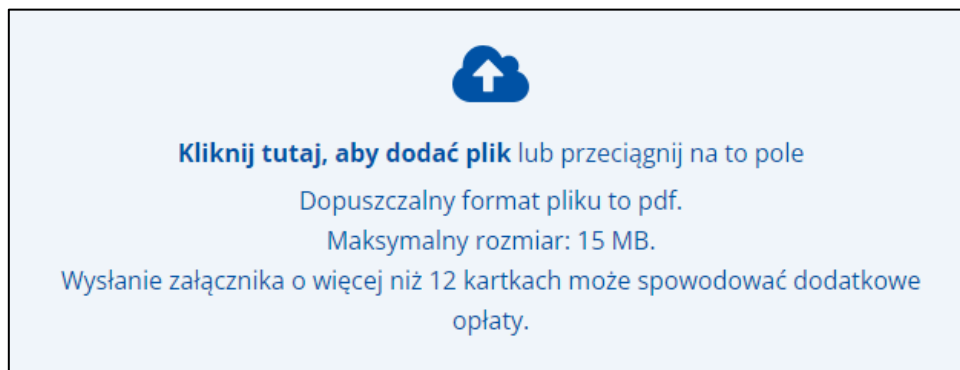 Kliknij tutaj, aby dodać plik lub przeciągnij na to pole
Dopuszczalny format pliku to pdf.
Maksymalny rozmiar: 15 MB.
Wysłanie załącznika o więcej niż 12 kartkach może spowodować dodatkowe
opłaty.